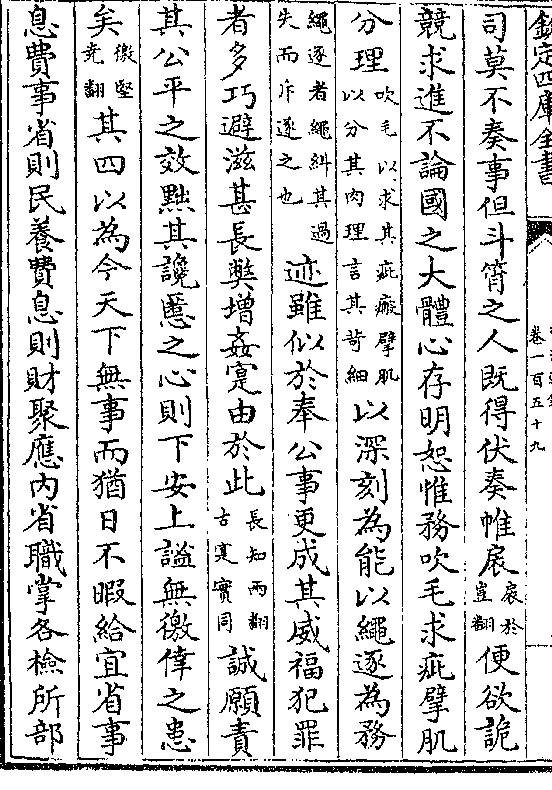 欽定四庫全書
卷一百五十九
司莫不奏事但斗筲之人既得伏奏帷扆扆於豈翻便欲詭
競求進不論國之大體心存明恕惟務吹毛求疵擘肌
分理吹毛以求其疵瘢擘肌以分其肉理言其苛細以深刻為能以繩逐為務
繩逐者繩糾其過失而斥逐之也迹雖似於奉公事更成其威福犯罪
者多巧避滋甚長弊增姦寔由於此長知兩翻古寔實同誠願責
其公平之效黜其讒慝之心則下安上謐無徼倖之患
矣徼堅堯翻其四以為今天下無事而猶日不暇給宜省事
息費事省則民養費息則財聚應内省職掌各檢所部